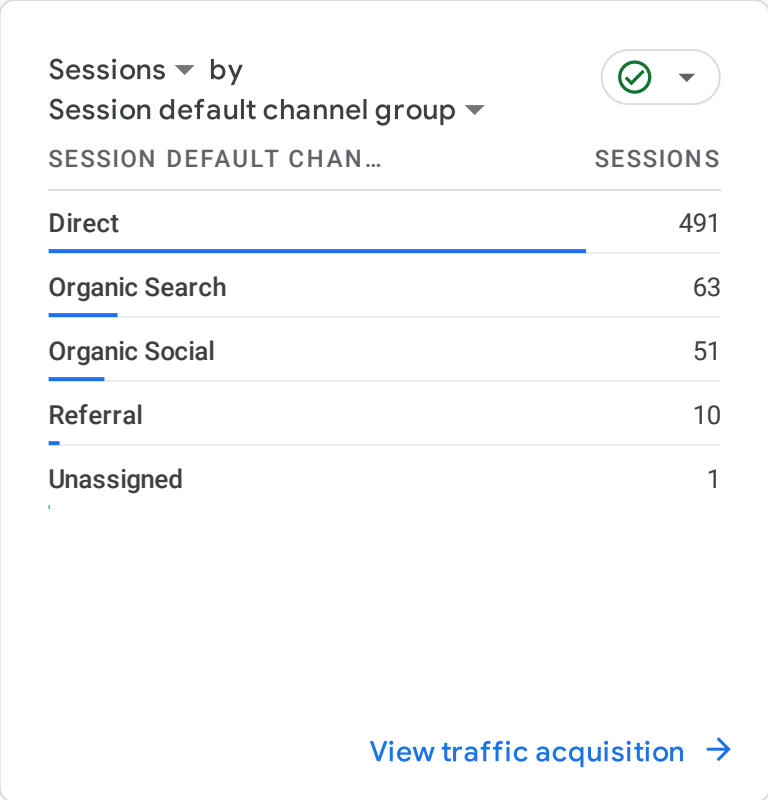 Sessions by
Session default channel group
SESSION DEFAULT CHAN… SESSIONS
Direct 491
Organic Search 63
Organic Social 51
Referral 10
Unassigned 1
View traffic acquisition